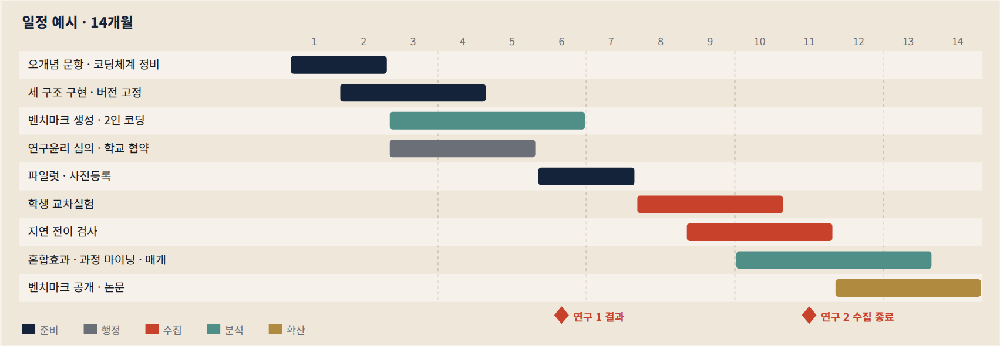 일정 예시 · 14개월
1 2 3 4 5 6 7 8 9 10 11 12 13 14
오개념 문항 · 코딩체계 정비
세 구조 구현 · 버전 고정
벤치마크 생성 · 2인 코딩
연구윤리 심의 · 학교 협약
파일럿 · 사전등록
학생 교차실험
지연 전이 검사
혼합효과 · 과정 마이닝 · 매개
벤치마크 공개 · 논문
연구 1 결과 연구 2 수집 종료
준비 행정 수집 분석 확산